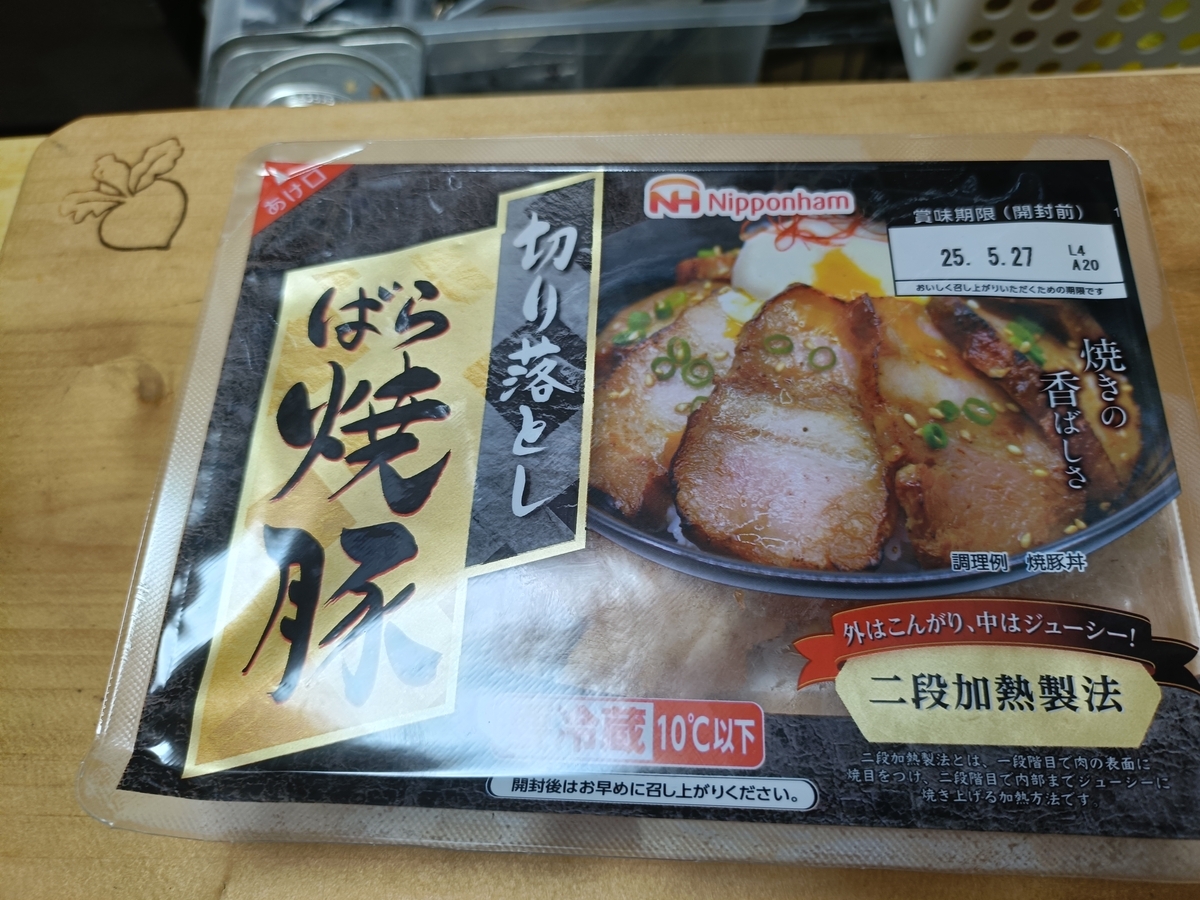 あけ口
切り落とし
ばら
焼
豚
NH Nipponham
賞味期限(開封前)
25. 5.27
L4
A20
おいしく召し上がりいただくための期限です
焼きの
香ばしさ
調理例 焼豚丼
外はこんがり、中はジューシー!
二段加熱製法
二段加熱製法とは、一段階目で肉の表面に
焼目をつけ、二段階目で内部までジューシーに
焼き上げる加熱方法です。
冷蔵 10℃以下
開封後はお早めに召し上がりください。